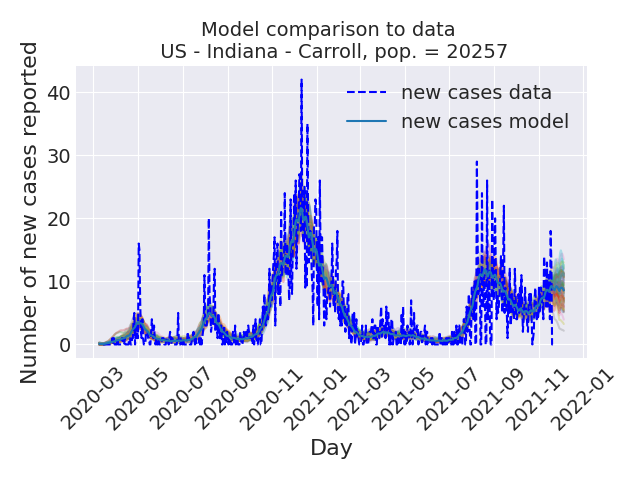 Model comparison to data
US - Indiana - Carroll, pop. = 20257
Number of new cases reported
40
30
20
10
0
new cases data
new cases model
2020-03
2020-05
2020-07
2020-09
2020-11
2021-01
2021-03
2021-05
2021-07
2021-09
2021-11
2022-01
Day